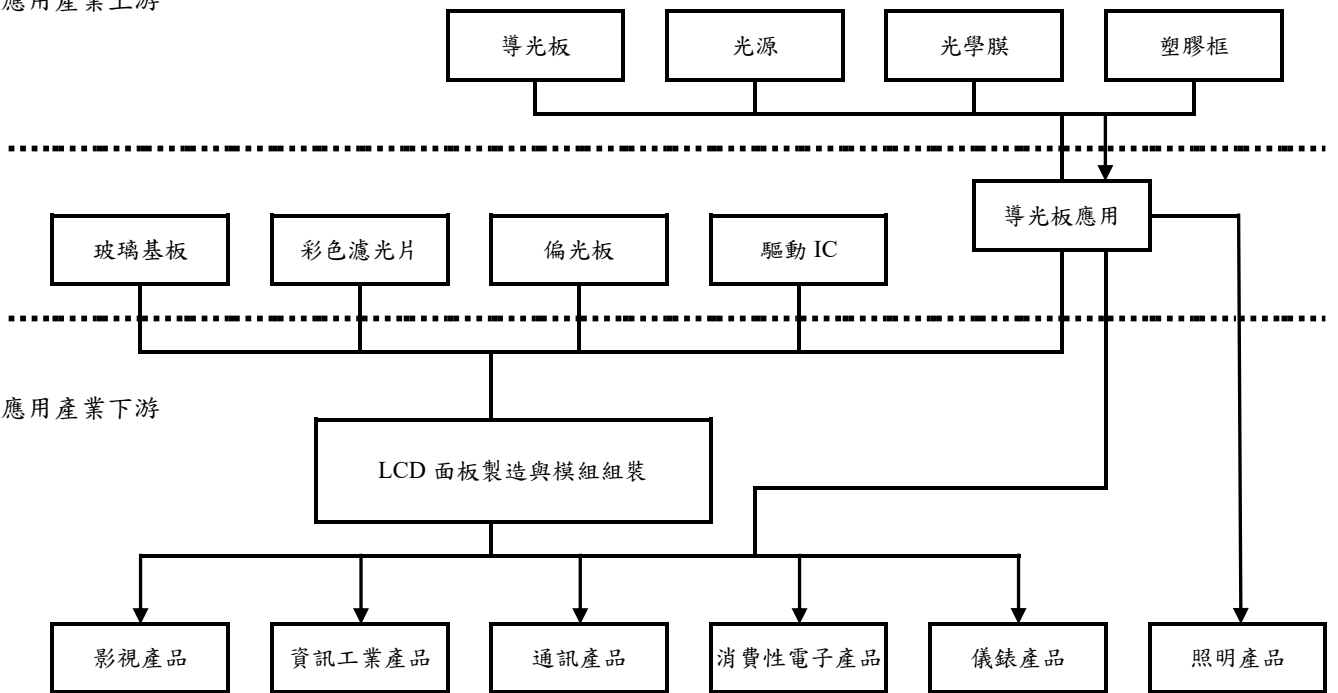 應用產業上游
導光板
光源
光學膜
塑膠框
導光板應用
玻璃基板
彩色濾光片
偏光板
驅動 IC
應用產業下游
LCD 面板製造與模組組裝
影視產品
資訊工業產品
通訊產品
消費性電子產品
儀錶產品
照明產品